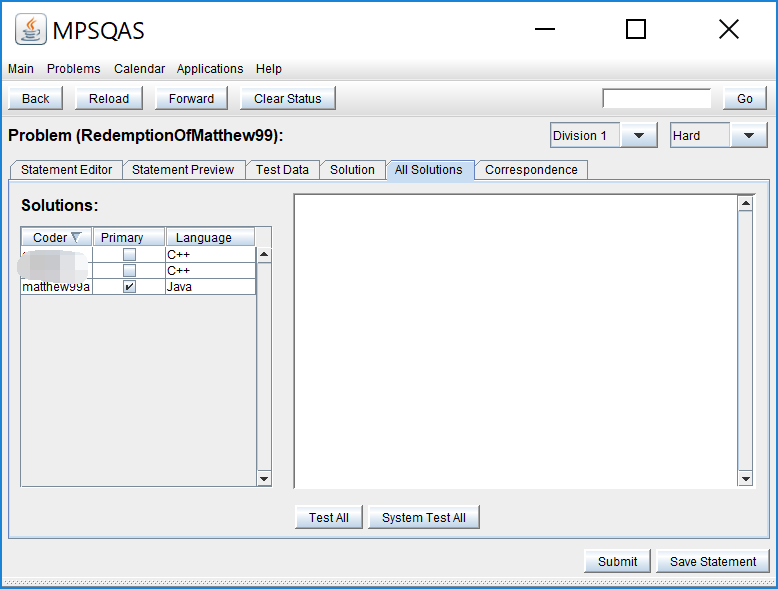 MPSQAS
Main Problems Calendar Applications Help
Back Reload Forward Clear Status Go
Problem (RedemptionOfMatthew99): Division 1 Hard
Statement Editor Statement Preview Test Data Solution All Solutions Correspondence
Solutions:
Coder Primary Language
C++
C++
matthew99a Java
Test All System Test All
Submit Save Statement